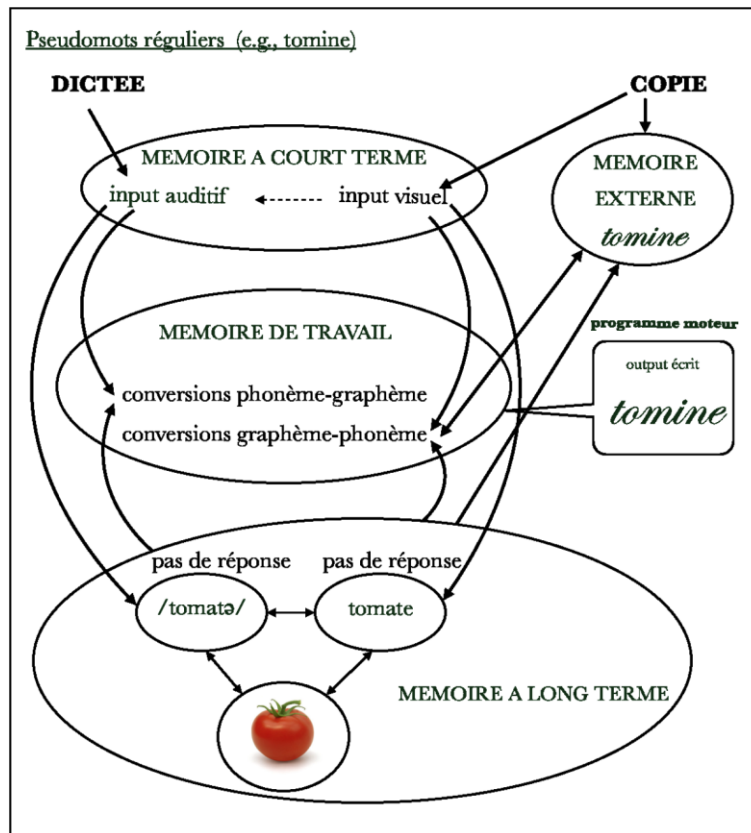 Pseudomots réguliers (e.g., tomine)
DICTEE
COPIE
MEMOIRE A COURT TERME
input auditif
input visuel
MEMOIRE
EXTERNE
tomine
MEMOIRE DE TRAVAIL
conversions phonème-graphème
conversions graphème-phonème
programme moteur
output écrit
tomine
pas de réponse
pas de réponse
/tomatə/
tomate
MEMOIRE A LONG TERME